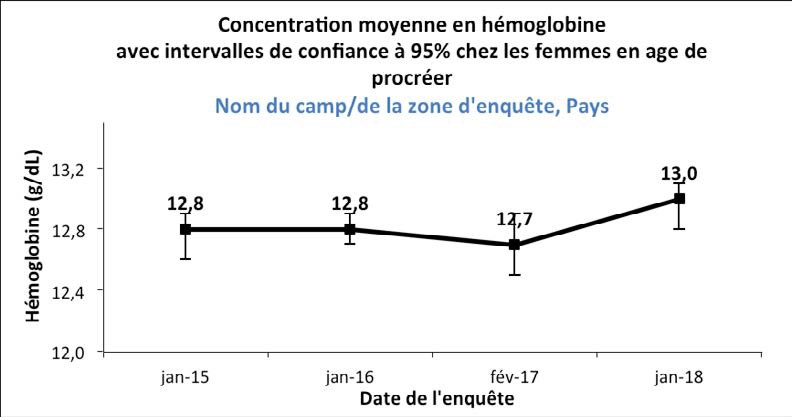 Concentration moyenne en hémoglobine
avec intervalles de confiance à 95% chez les femmes en age de
procréer
Nom du camp/de la zone d'enquête, Pays
Hémoglobine (g/dL)
13,2
12,8
12,4
12,0
12,8
12,8
12,7
13,0
jan-15
jan-16
fév-17
jan-18
Date de l'enquête